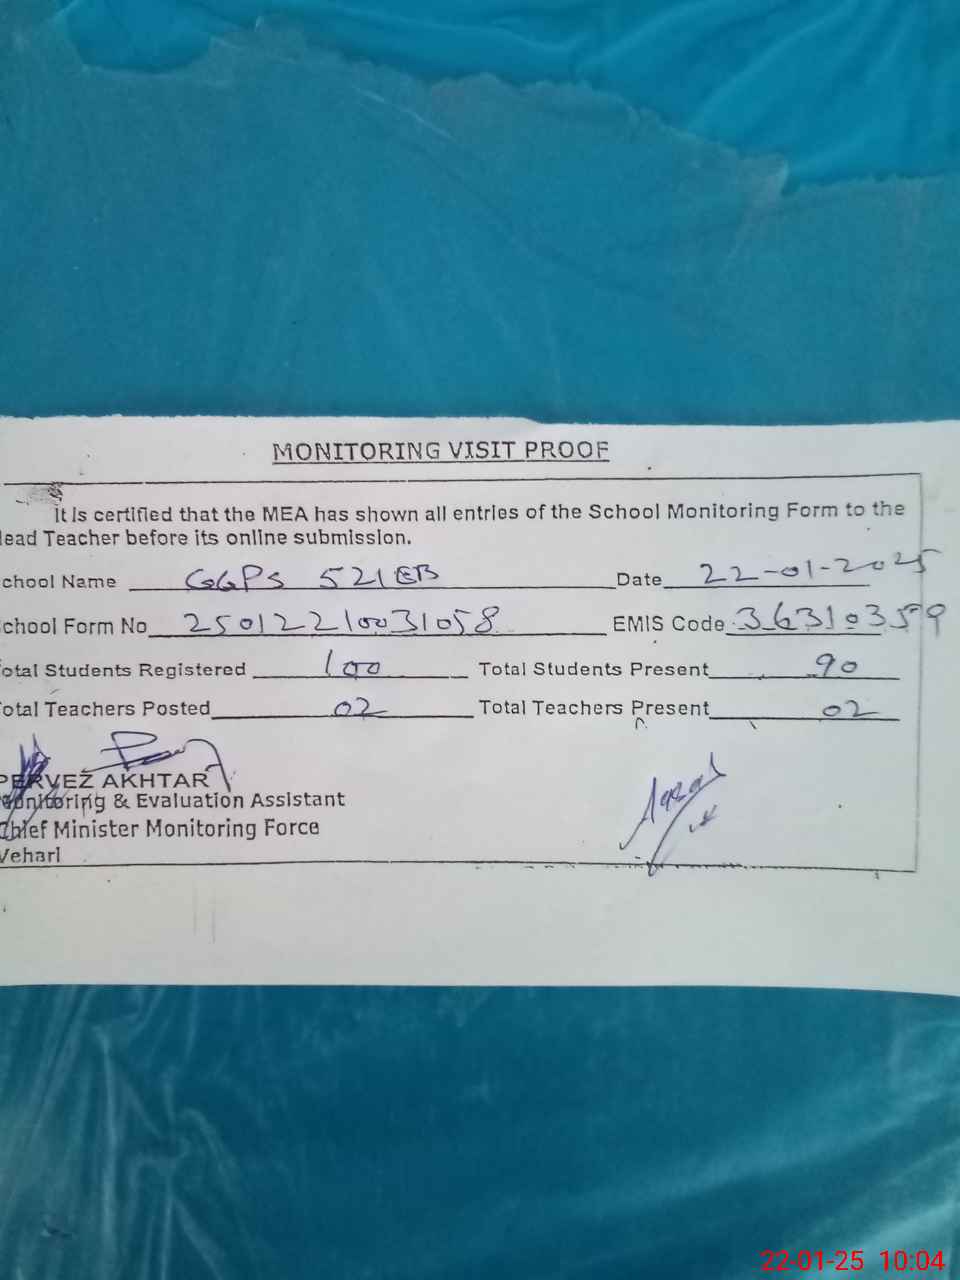 MONITORING VISIT PROOF
It is certified that the MEA has shown all entries of the School Monitoring Form to the
lead Teacher before its online submission.
chool Name GGPS 521 EB Date 22-01-2025
chool Form No 25012210031058 EMIS Code 36310359
otal Students Registered 100 Total Students Present 90
otal Teachers Posted 02 Total Teachers Present 02
PERVEZ AKHTAR
Monitoring & Evaluation Assistant
Chief Minister Monitoring Force
Vehari
22-01-25 10:04